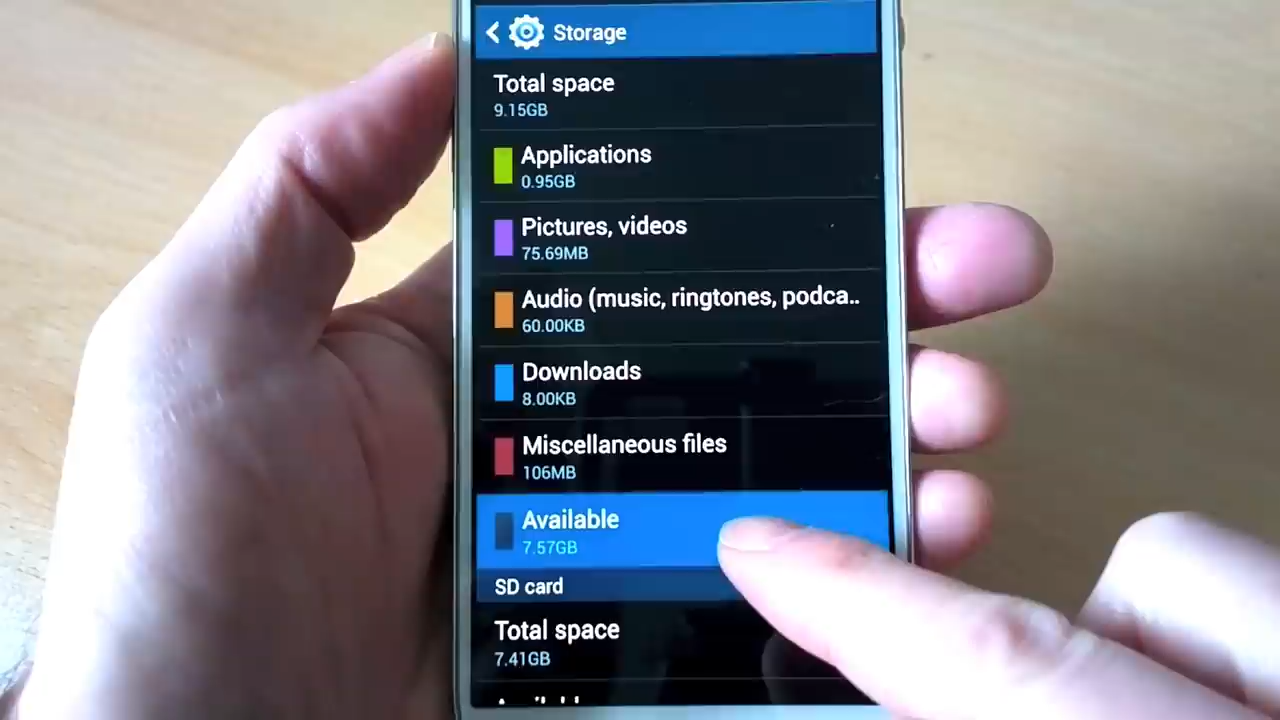 Storage
Total space
9.15GB
Applications
0.95GB
Pictures, videos
75.69MB
Audio (music, ringtones, podca..
60.00KB
Downloads
8.00KB
Miscellaneous files
106MB
Available
7.57GB
SD card
Total space
7.41GB